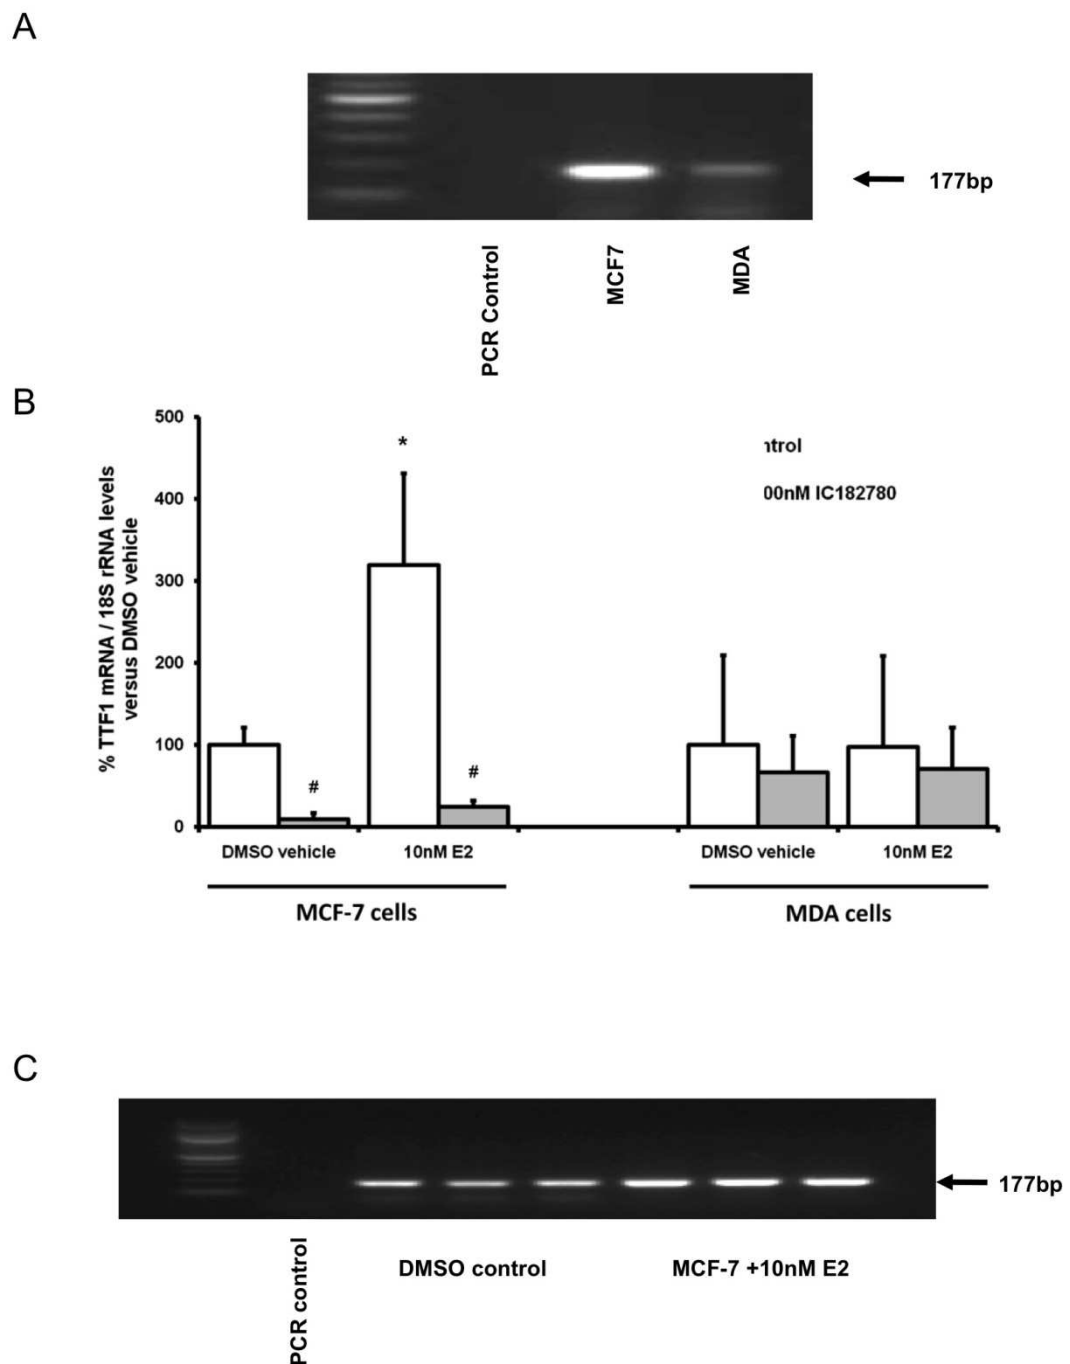 A
177bp
PCR Control
MCF7
MDA
B
% TTF1 mRNA / 18S rRNA levels
versus DMSO vehicle
500
400
300
200
100
0
*
#
#
ntrol
00nM IC182780
DMSO vehicle
10nM E2
DMSO vehicle
10nM E2
MCF-7 cells
MDA cells
C
177bp
PCR control
DMSO control
MCF-7 +10nM E2